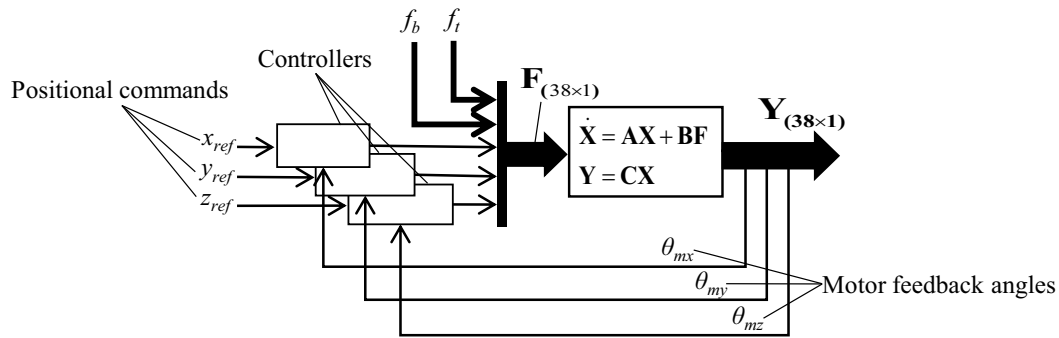 f_b f_t
Controllers
Positional commands
F_(38×1)
Y_(38×1)
x_ref
Ẋ = AX + BF
y_ref
Y = CX
z_ref
θ_mx
θ_my
Motor feedback angles
θ_mz